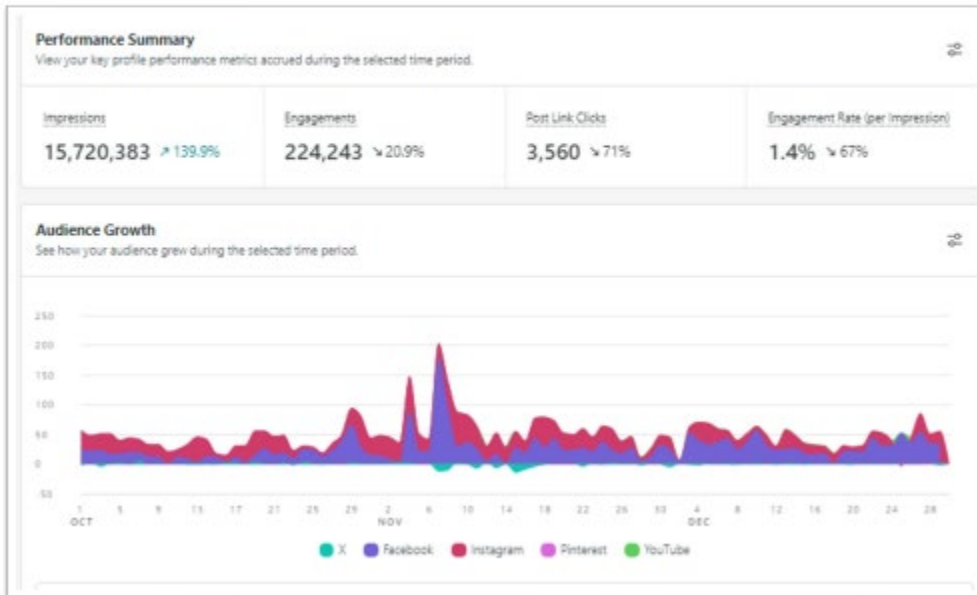 Performance Summary
View your key profile performance metrics accrued during the selected time period.
Impressions
15,720,383 ↗ 139.9%
Engagements
224,243 ↘ 20.9%
Post Link Clicks
3,560 ↘ 71%
Engagement Rate (per Impression)
1.4% ↘ 67%
Audience Growth
See how your audience grew during the selected time period.
250
200
150
100
50
0
50
1 5 9 13 17 21 25 29 2 6 10 14 18 22 26 4 8 12 16 20 24 28
OCT NOV DEC
X Facebook Instagram Pinterest YouTube